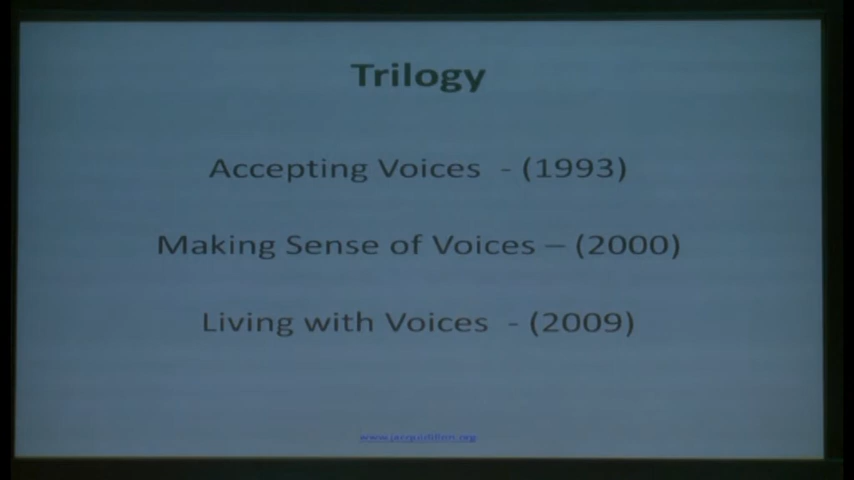 Trilogy
Accepting Voices - (1993)
Making Sense of Voices – (2000)
Living with Voices - (2009)